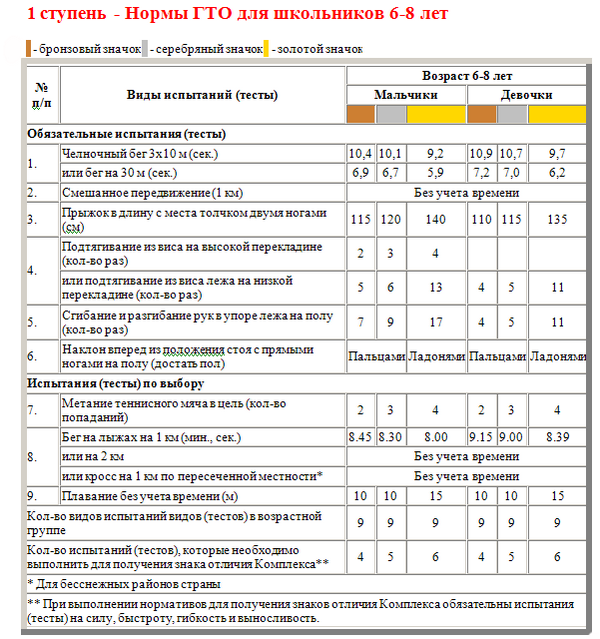 1 ступень - Нормы ГТО для школьников 6-8 лет
- бронзовый значок - серебряный значок - золотой значок
№ п/п Виды испытаний (тесты) Возраст 6-8 лет
Мальчики Девочки
Обязательные испытания (тесты)
1. Челночный бег 3х10 м (сек.) 10,4 10,1 9,2 10,9 10,7 9,7
или бег на 30 м (сек.) 6,9 6,7 5,9 7,2 7,0 6,2
2. Смешанное передвижение (1 км) Без учета времени
3. Прыжок в длину с места толчком двумя ногами
(см) 115 120 140 110 115 135
4. Подтягивание из виса на высокой перекладине
(кол-во раз) 2 3 4
или подтягивание из виса лежа на низкой
перекладине (кол-во раз) 5 6 13 4 5 11
5. Сгибание и разгибание рук в упоре лежа на полу
(кол-во раз) 7 9 17 4 5 11
6. Наклон вперед из положения стоя с прямыми
ногами на полу (достать пол) Пальцами Ладонями Пальцами Ладонями
Испытания (тесты) по выбору
7. Метание теннисного мяча в цель (кол-во
попаданий) 2 3 4 2 3 4
8. Бег на лыжах на 1 км (мин., сек.) 8.45 8.30 8.00 9.15 9.00 8.39
или на 2 км Без учета времени
или кросс на 1 км по пересеченной местности* Без учета времени
9. Плавание без учета времени (м) 10 10 15 10 10 15
Кол-во видов испытаний видов (тестов) в возрастной
группе 9 9 9 9 9 9
Кол-во испытаний (тестов), которые необходимо
выполнить для получения знака отличия Комплекса** 4 5 6 4 5 6
* Для бесснежных районов страны
** При выполнении нормативов для получения знаков отличия Комплекса обязательны испытания
(тесты) на силу, быстроту, гибкость и выносливость.